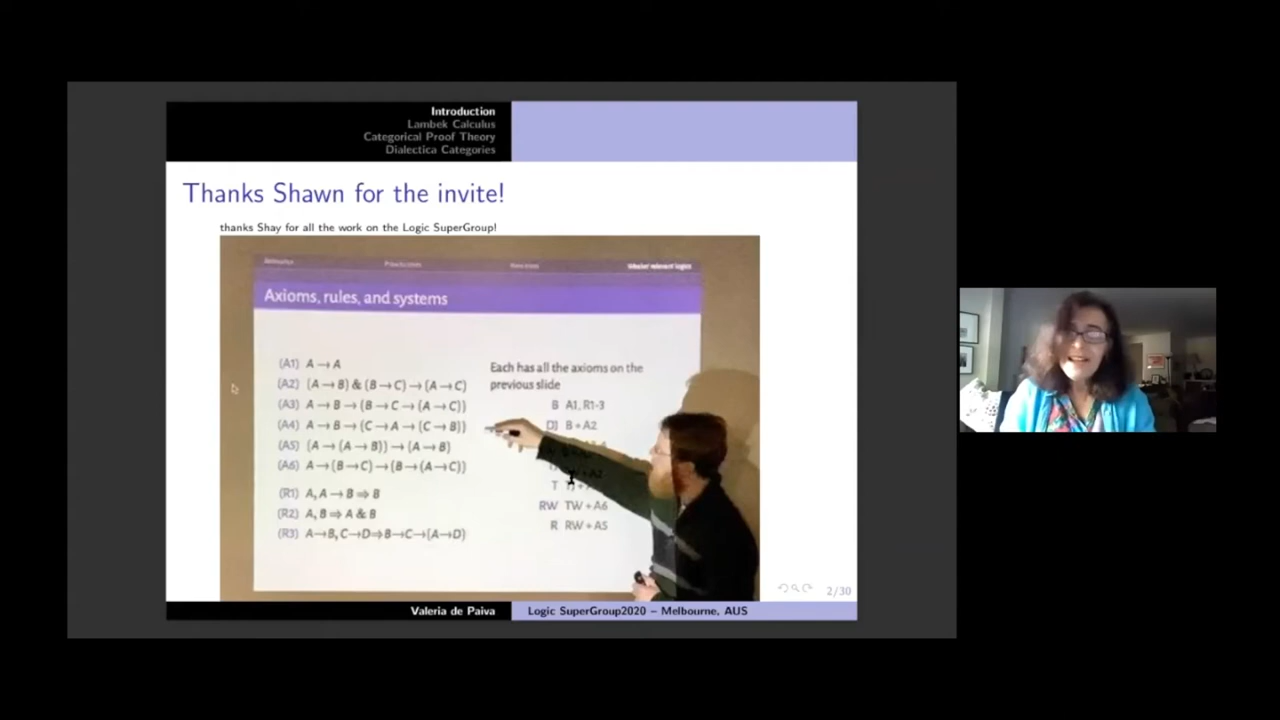 Introduction
Lambek Calculus
Categorical Proof Theory
Dialectica Categories
Thanks Shawn for the invite!
thanks Shay for all the work on the Logic SuperGroup!
Axioms, rules, and systems
(A1) A→A
(A2) (A→B) & (B→C)→(A→C)
(A3) A→B→(B→C→(A→C))
(A4) A→B→(C→A→(C→B))
(A5) (A→(A→B))→(A→B)
(A6) A→(B→C)→(B→(A→C))
(R1) A, A→B⇒B
(R2) A, B⇒A & B
(R3) A→B, C→D⇒B→C→(A→D)
Each has all the axioms on the
previous slide
B A1, R1-3
DJ B+A2
T
RW TW+A6
R RW+A5
2/30
Valeria de Paiva
Logic SuperGroup2020 – Melbourne, AUS